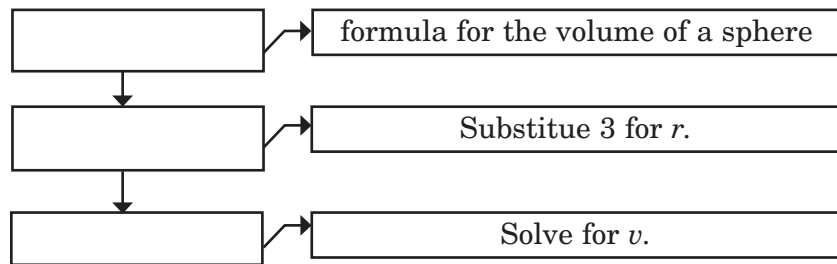 formula for the volume of a sphere
Substitue 3 for r.
Solve for v.